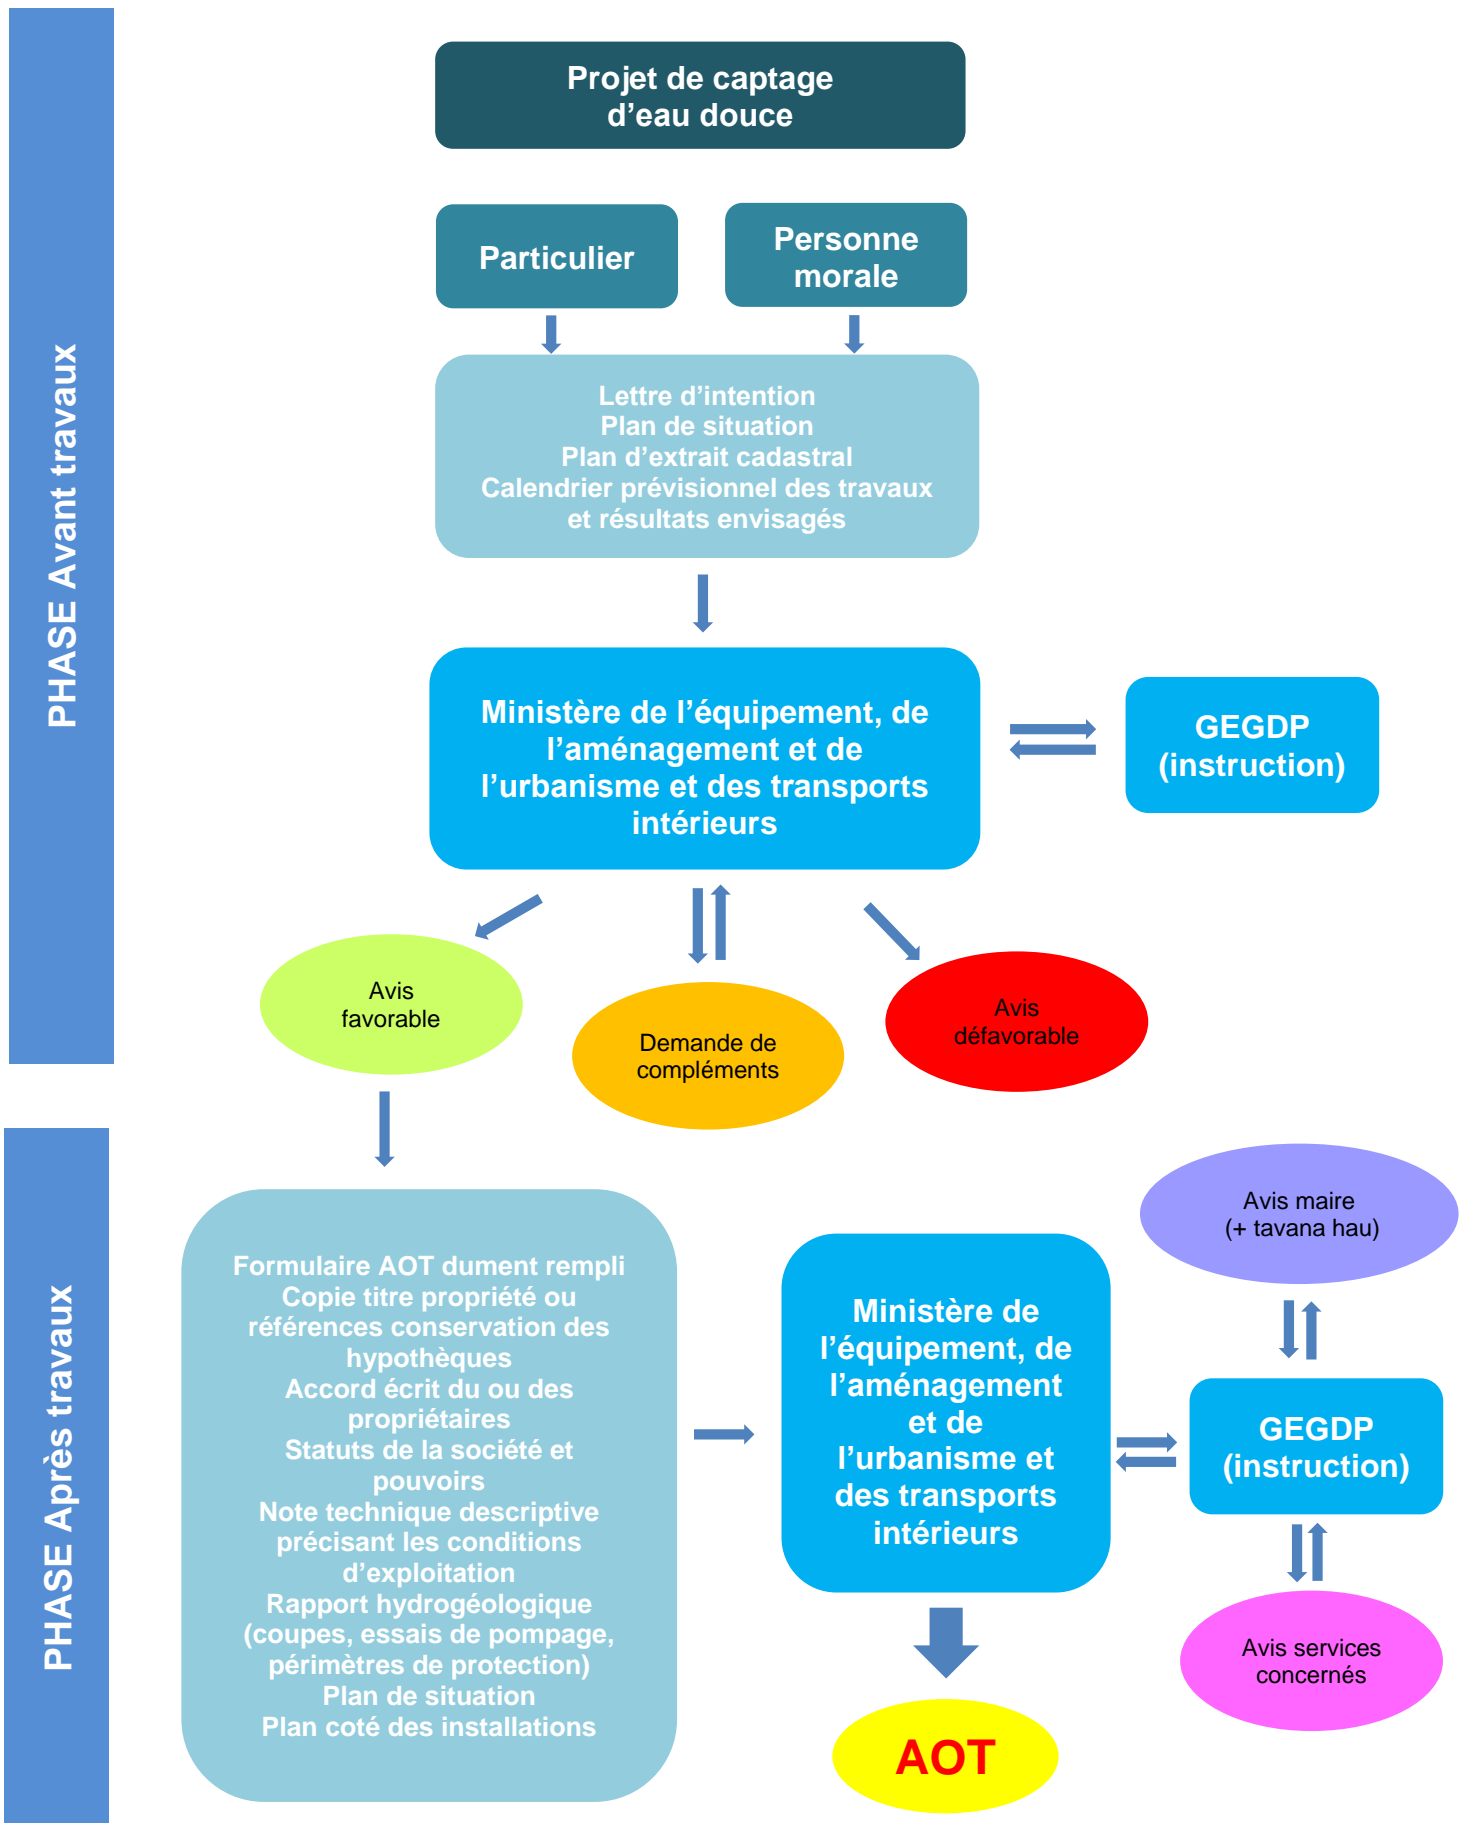 PHASE Avant travaux
Projet de captage
d’eau douce
Particulier
Personne
morale
Lettre d’intention
Plan de situation
Plan d’extrait cadastral
Calendrier prévisionnel des travaux
et résultats envisagés
Ministère de l’équipement, de
l’aménagement et de
l’urbanisme et des transports
intérieurs
GEGDP
(instruction)
Avis
favorable
Demande de
compléments
Avis
défavorable
PHASE Après travaux
Formulaire AOT dument rempli
Copie titre propriété ou
références conservation des
hypothèques
Accord écrit du ou des
propriétaires
Statuts de la société et
pouvoirs
Note technique descriptive
précisant les conditions
d’exploitation
Rapport hydrogéologique
(coupes, essais de pompage,
périmètres de protection)
Plan de situation
Plan coté des installations
Ministère de
l’équipement, de
l’aménagement
et de
l’urbanisme et
des transports
intérieurs
Avis maire
(+ tavana hau)
GEGDP
(instruction)
Avis services
concernés
AOT